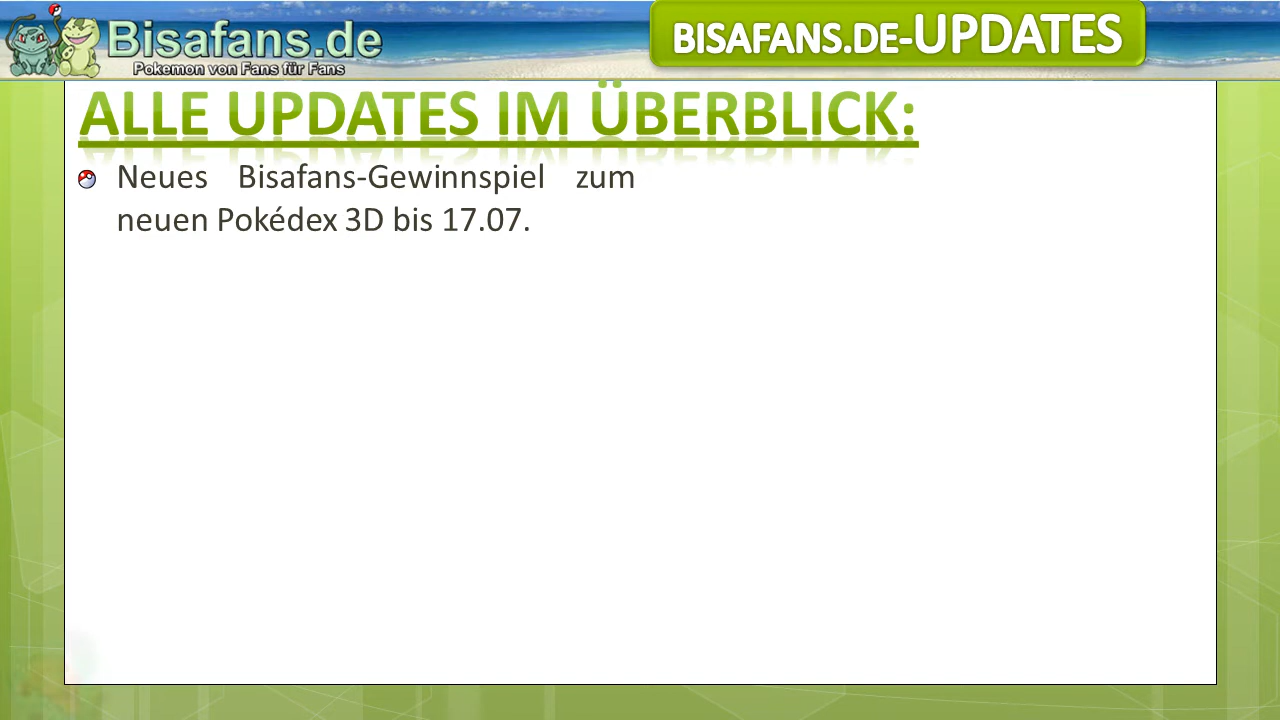 Bisafans.de
Pokemon von Fans für Fans
BISAFANS.DE-UPDATES
ALLE UPDATES IM ÜBERBLICK:
Neues Bisafans-Gewinnspiel zum
neuen Pokédex 3D bis 17.07.